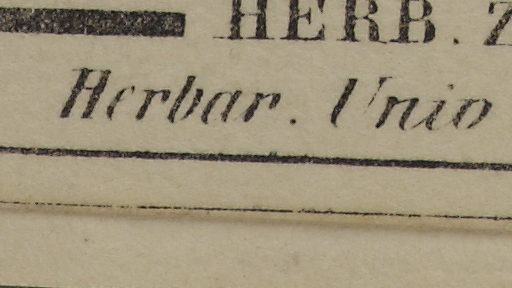 HERB. Z
Herbar. Unio